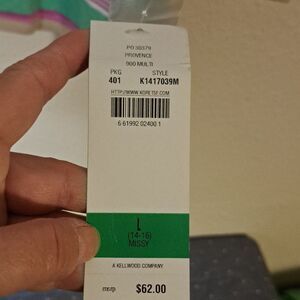 PO 30379
PROVENCE
900 MULTI
PKG STYLE
401 K1417039M
HTTP://WWW.KORETSF.COM
6 61992 02400 1
L
(14-16)
MISSY
A KELLWOOD COMPANY
msrp $62.00